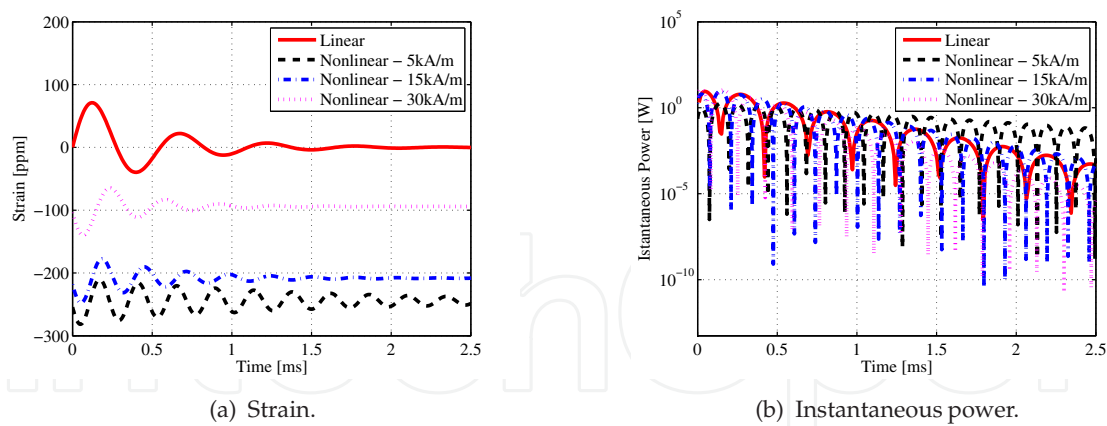 200
100
0
−100
−200
−300
0
0.5
1
1.5
2
2.5
Strain [ppm]
Time [ms]
Linear
Nonlinear − 5kA/m
Nonlinear − 15kA/m
Nonlinear − 30kA/m
(a) Strain.
10^5
10^0
10^−5
10^−10
0
0.5
1
1.5
2
2.5
Istantaneous Power [W]
Time [ms]
Linear
Nonlinear − 5kA/m
Nonlinear − 15kA/m
Nonlinear − 30kA/m
(b) Instantaneous power.